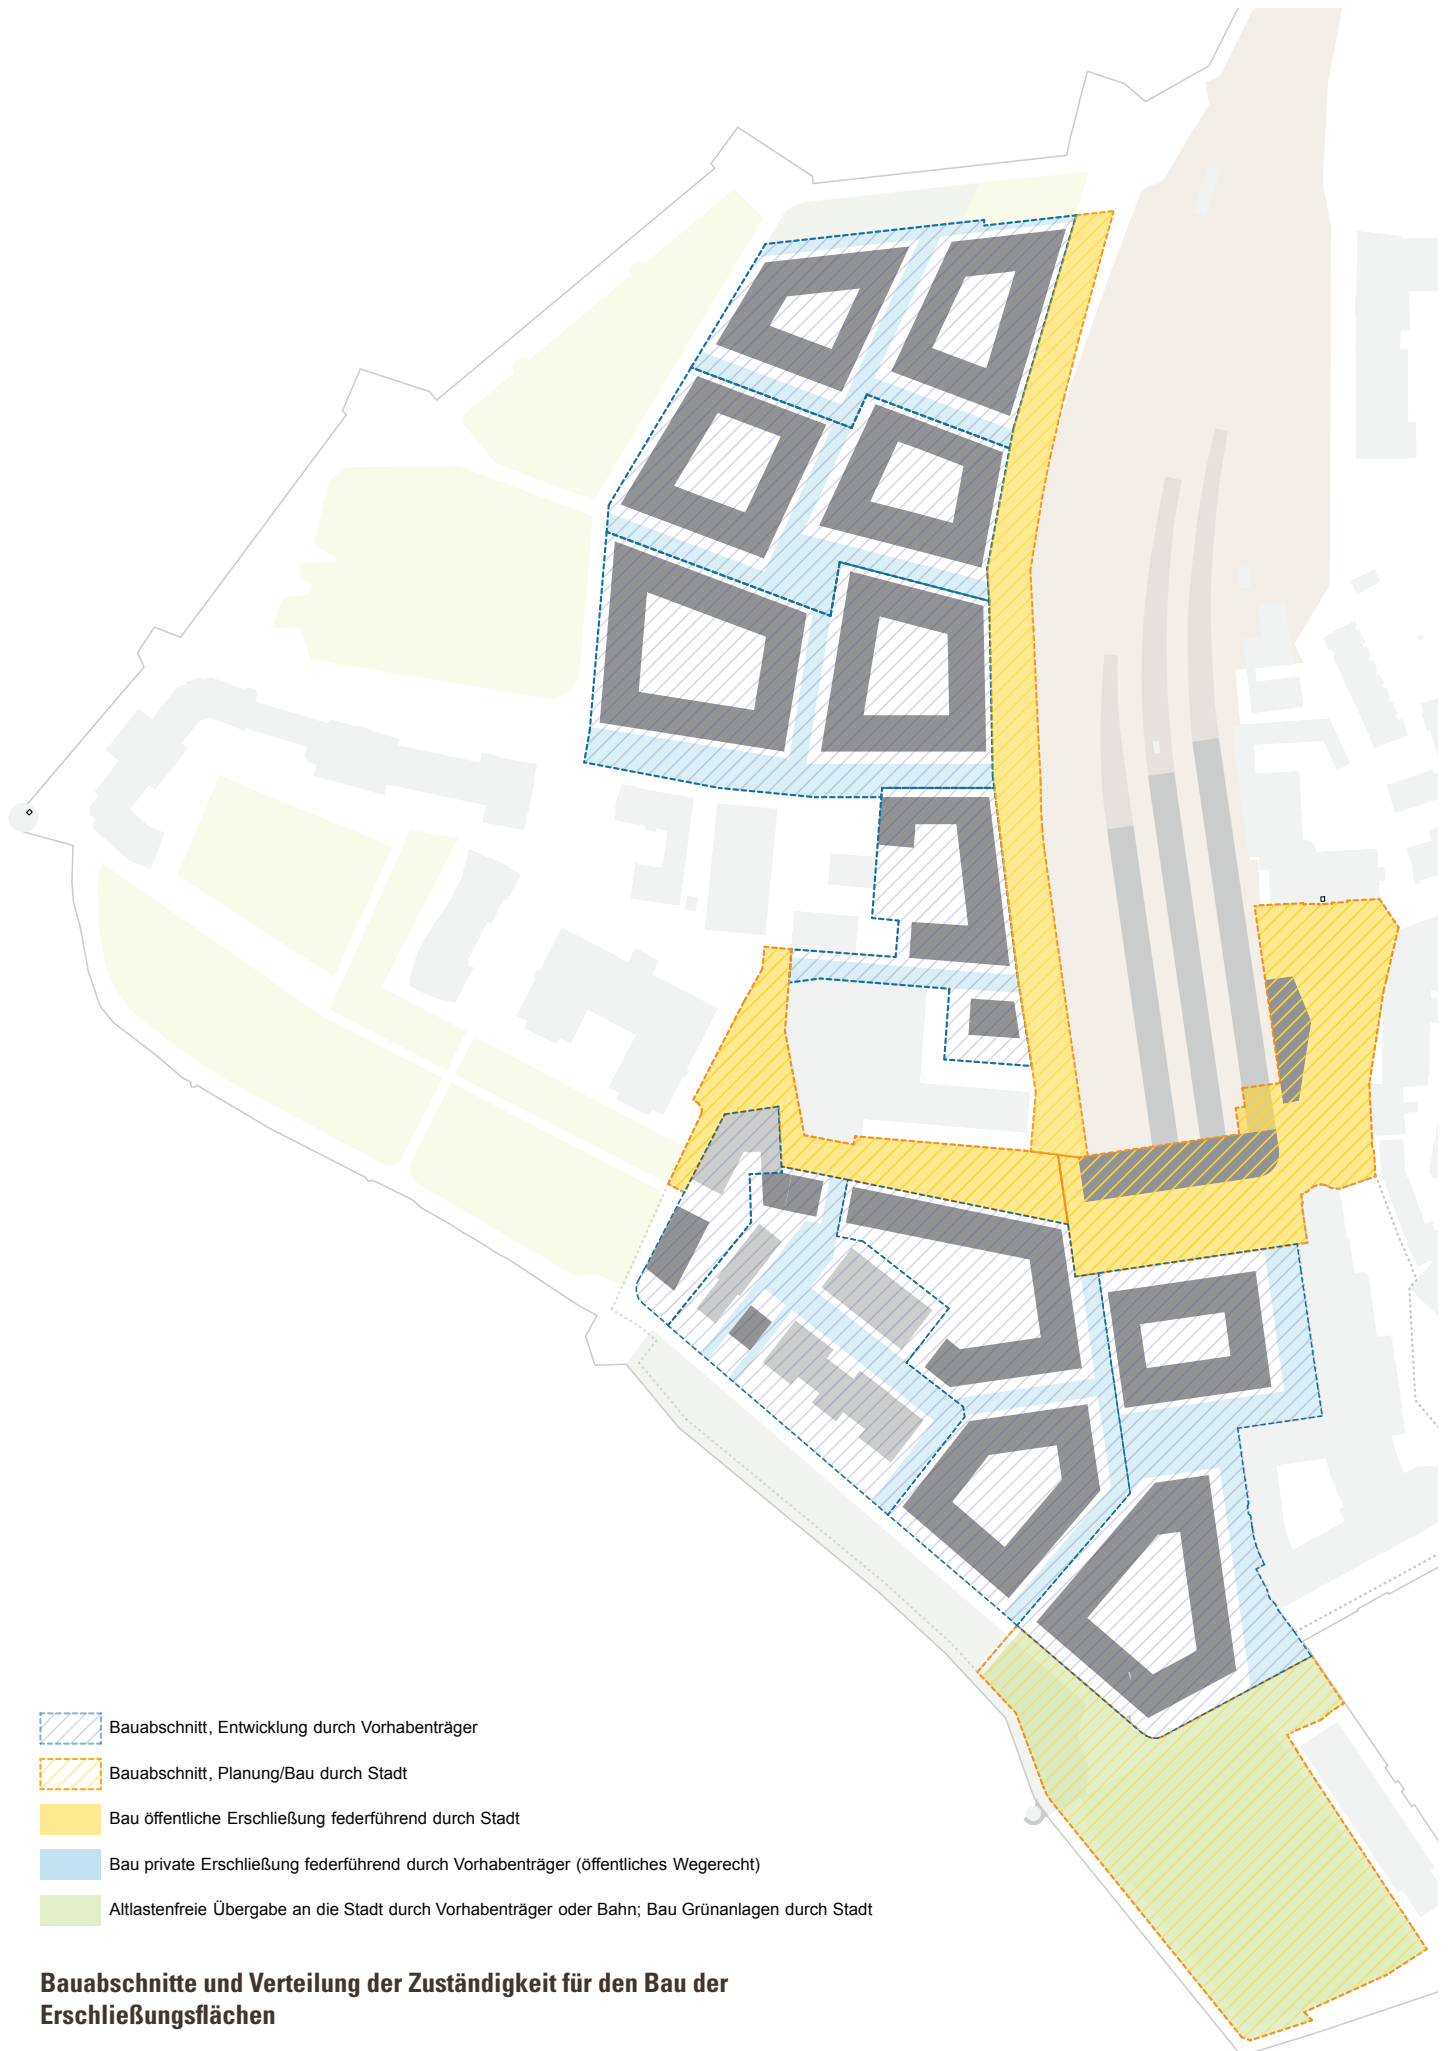 Bauabschnitt, Entwicklung durch Vorhabenträger
Bauabschnitt, Planung/Bau durch Stadt
Bau öffentliche Erschließung federführend durch Stadt
Bau private Erschließung federführend durch Vorhabenträger (öffentliches Wegerecht)
Altlastenfreie Übergabe an die Stadt durch Vorhabenträger oder Bahn; Bau Grünanlagen durch Stadt
Bauabschnitte und Verteilung der Zuständigkeit für den Bau der
Erschließungsflächen